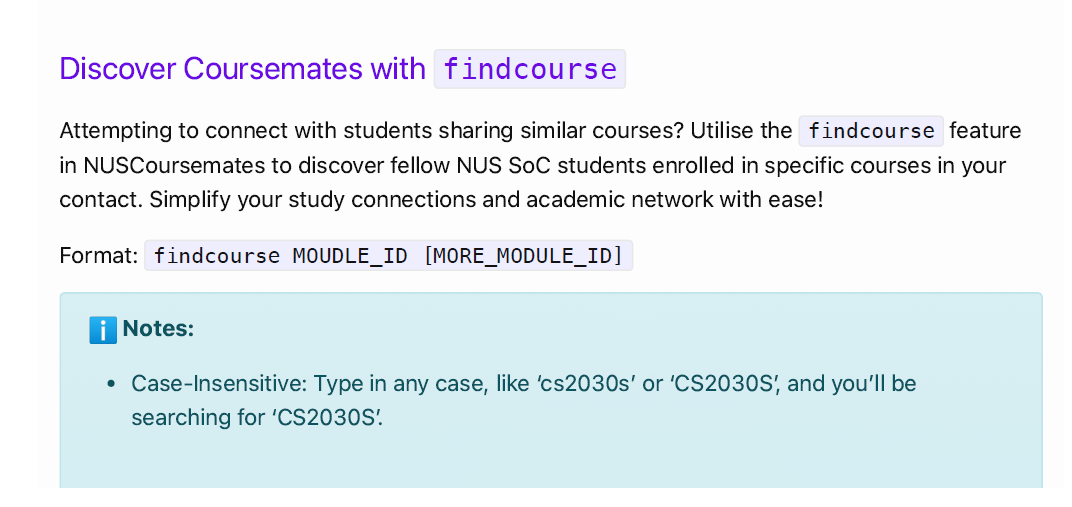 Discover Coursemates with findcourse
Attempting to connect with students sharing similar courses? Utilise the findcourse feature
in NUSCoursemates to discover fellow NUS SoC students enrolled in specific courses in your
contact. Simplify your study connections and academic network with ease!
Format: findcourse MOUDLE_ID [MORE_MODULE_ID]
ℹ️ Notes:
• Case-Insensitive: Type in any case, like ‘cs2030s’ or ‘CS2030S’, and you’ll be
searching for ‘CS2030S’.